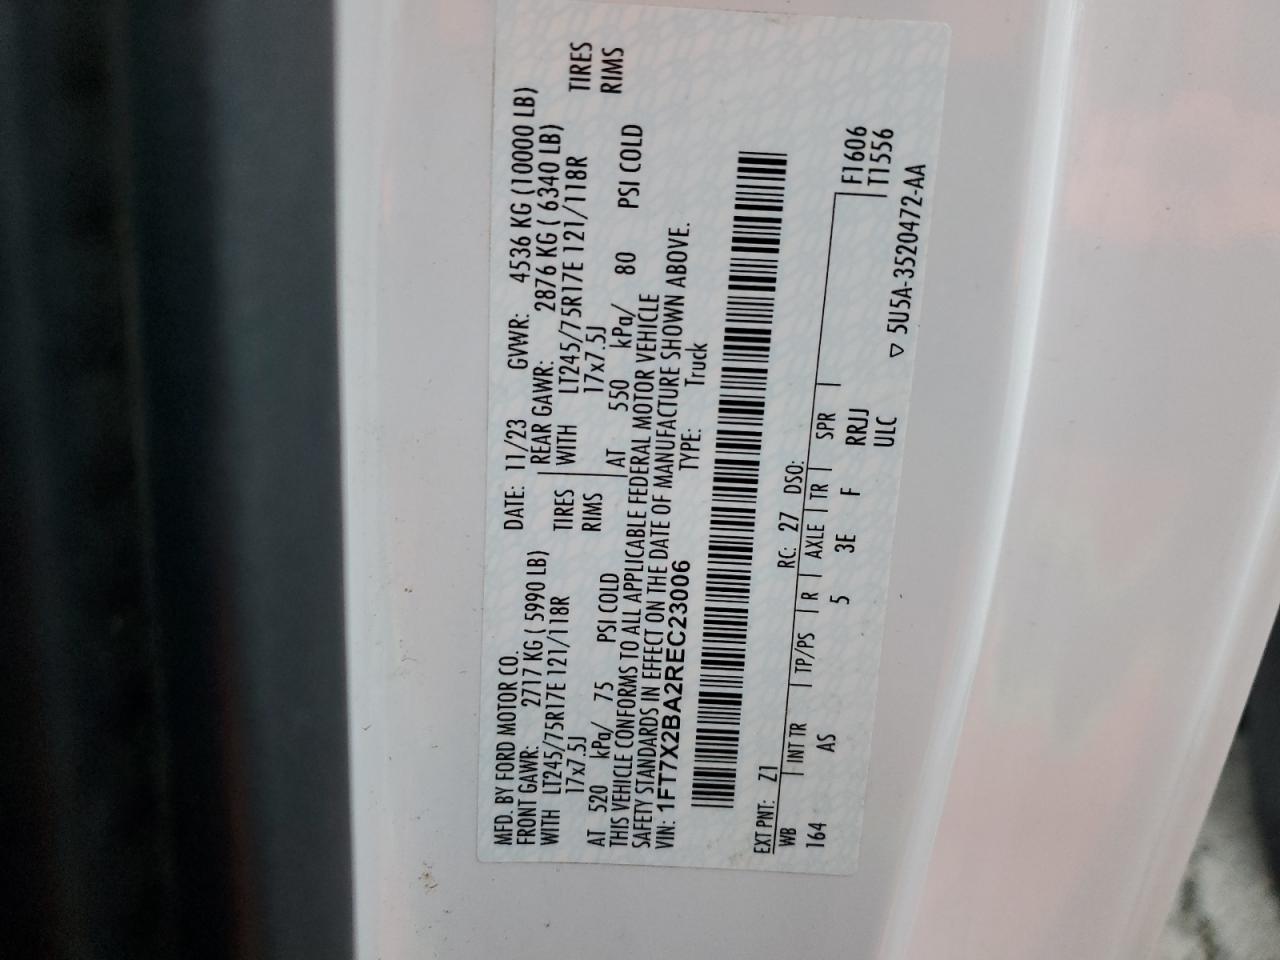 MFD. BY FORD MOTOR CO. DATE: 11/23 GVWR: 4536 KG (10000 LB)
FRONT GAWR: 2717 KG ( 5990 LB) REAR GAWR: 2876 KG ( 6340 LB)
WITH LT245/75R17E 121/118R TIRES WITH LT245/75R17E 121/118R TIRES
17x7.5J RIMS 17x7.5J RIMS
AT 520 kPa/ 75 PSI COLD AT 550 kPa/ 80 PSI COLD
THIS VEHICLE CONFORMS TO ALL APPLICABLE FEDERAL MOTOR VEHICLE
SAFETY STANDARDS IN EFFECT ON THE DATE OF MANUFACTURE SHOWN ABOVE.
VIN: 1FT7X2BA2REC23006 TYPE: Truck
EXT PNT: Z1 RC: 27 DSO:
WB INT TR TP/PS R AXLE TR SPR F1606
164 AS 5 3E F RRJJ T1556
ULC
▽ 5U5A-3520472-AA